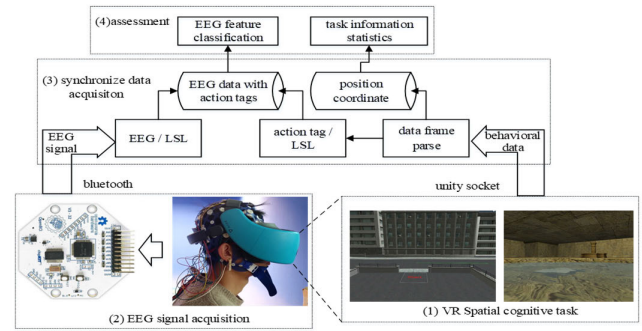 (4)assessment
EEG feature
classification
task information
statistics
(3) synchronize data
acquisiton
EEG data with
action tags
position
coordinate
EEG
signal
EEG / LSL
action tag /
LSL
data frame
parse
behavioral
data
bluetooth
unity socket
(2) EEG signal acquisition
(1) VR Spatial cognitive task